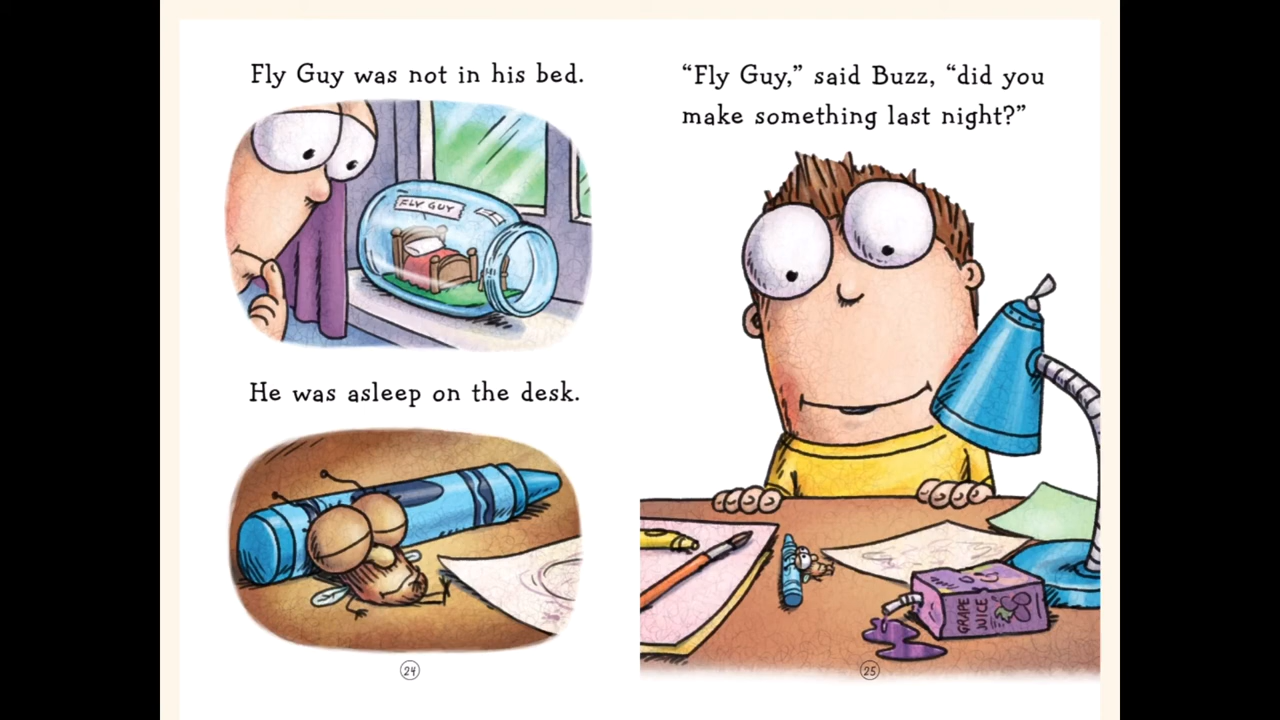 Fly Guy was not in his bed.
FLY GUY
He was asleep on the desk.
24
“Fly Guy,” said Buzz, “did you
make something last night?”
GRAPE
JUICE
25